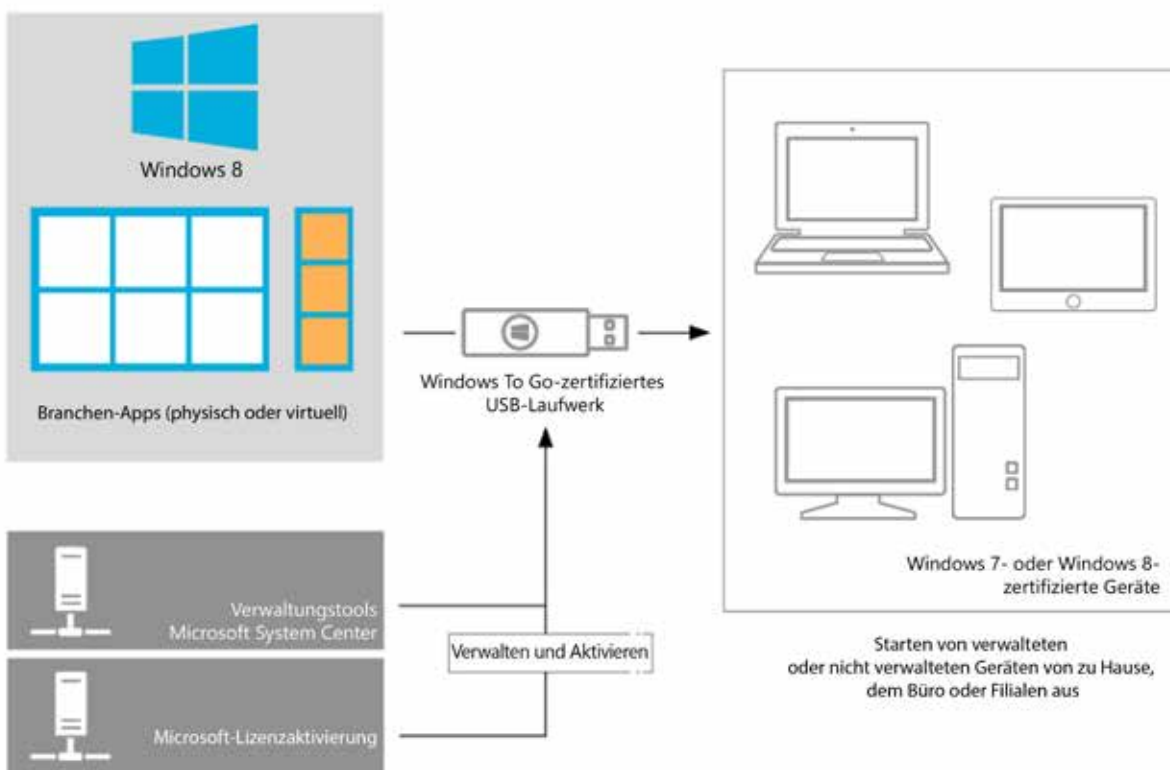 Windows 8
Branchen-Apps (physisch oder virtuell)
Windows To Go-zertifiziertes
USB-Laufwerk
Windows 7- oder Windows 8-
zertifizierte Geräte
Verwaltungstools
Microsoft System Center
Verwalten und Aktivieren
Microsoft-Lizenzaktivierung
Starten von verwalteten
oder nicht verwalteten Geräten von zu Hause,
dem Büro oder Filialen aus